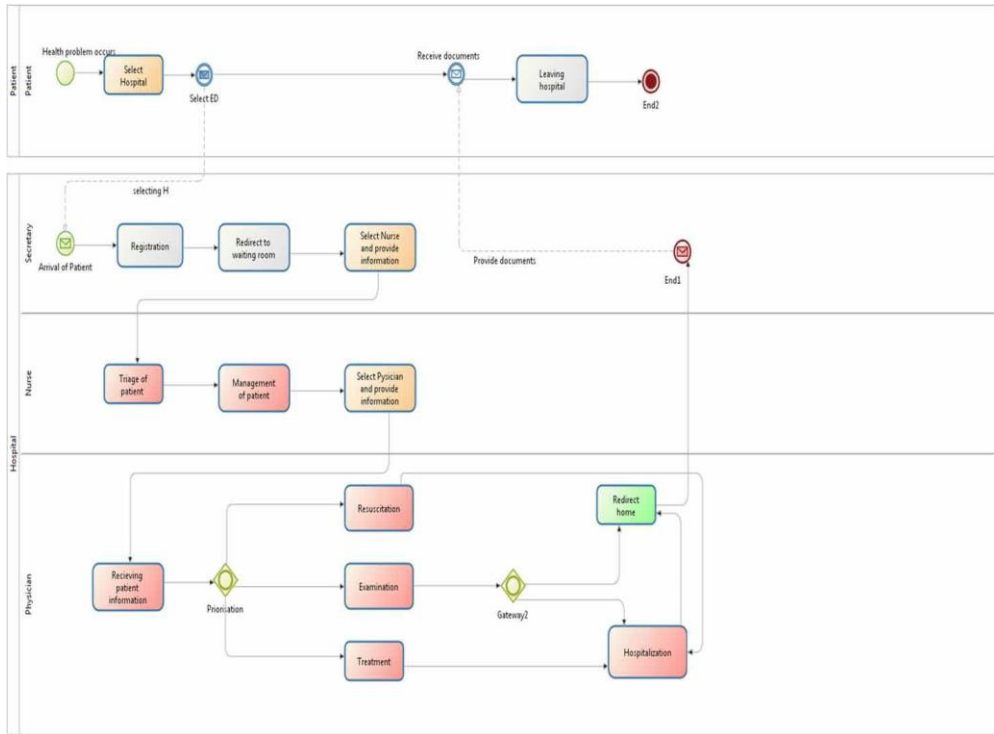 Patient
Patient
Health problem occurs
Select
Hospital
Select ED
Receive documents
Leaving
hospital
End2
selecting H
Hospital
Secretary
Arrival of Patient
Registration
Redirect to
waiting room
Select Nurse
and provide
information
Provide documents
End1
Nurse
Triage of
patient
Management
of patient
Select Pysician
and provide
information
Physician
Recieving
patient
information
Priorisation
Resuscitation
Examination
Treatment
Gateway2
Redirect
home
Hospitalization